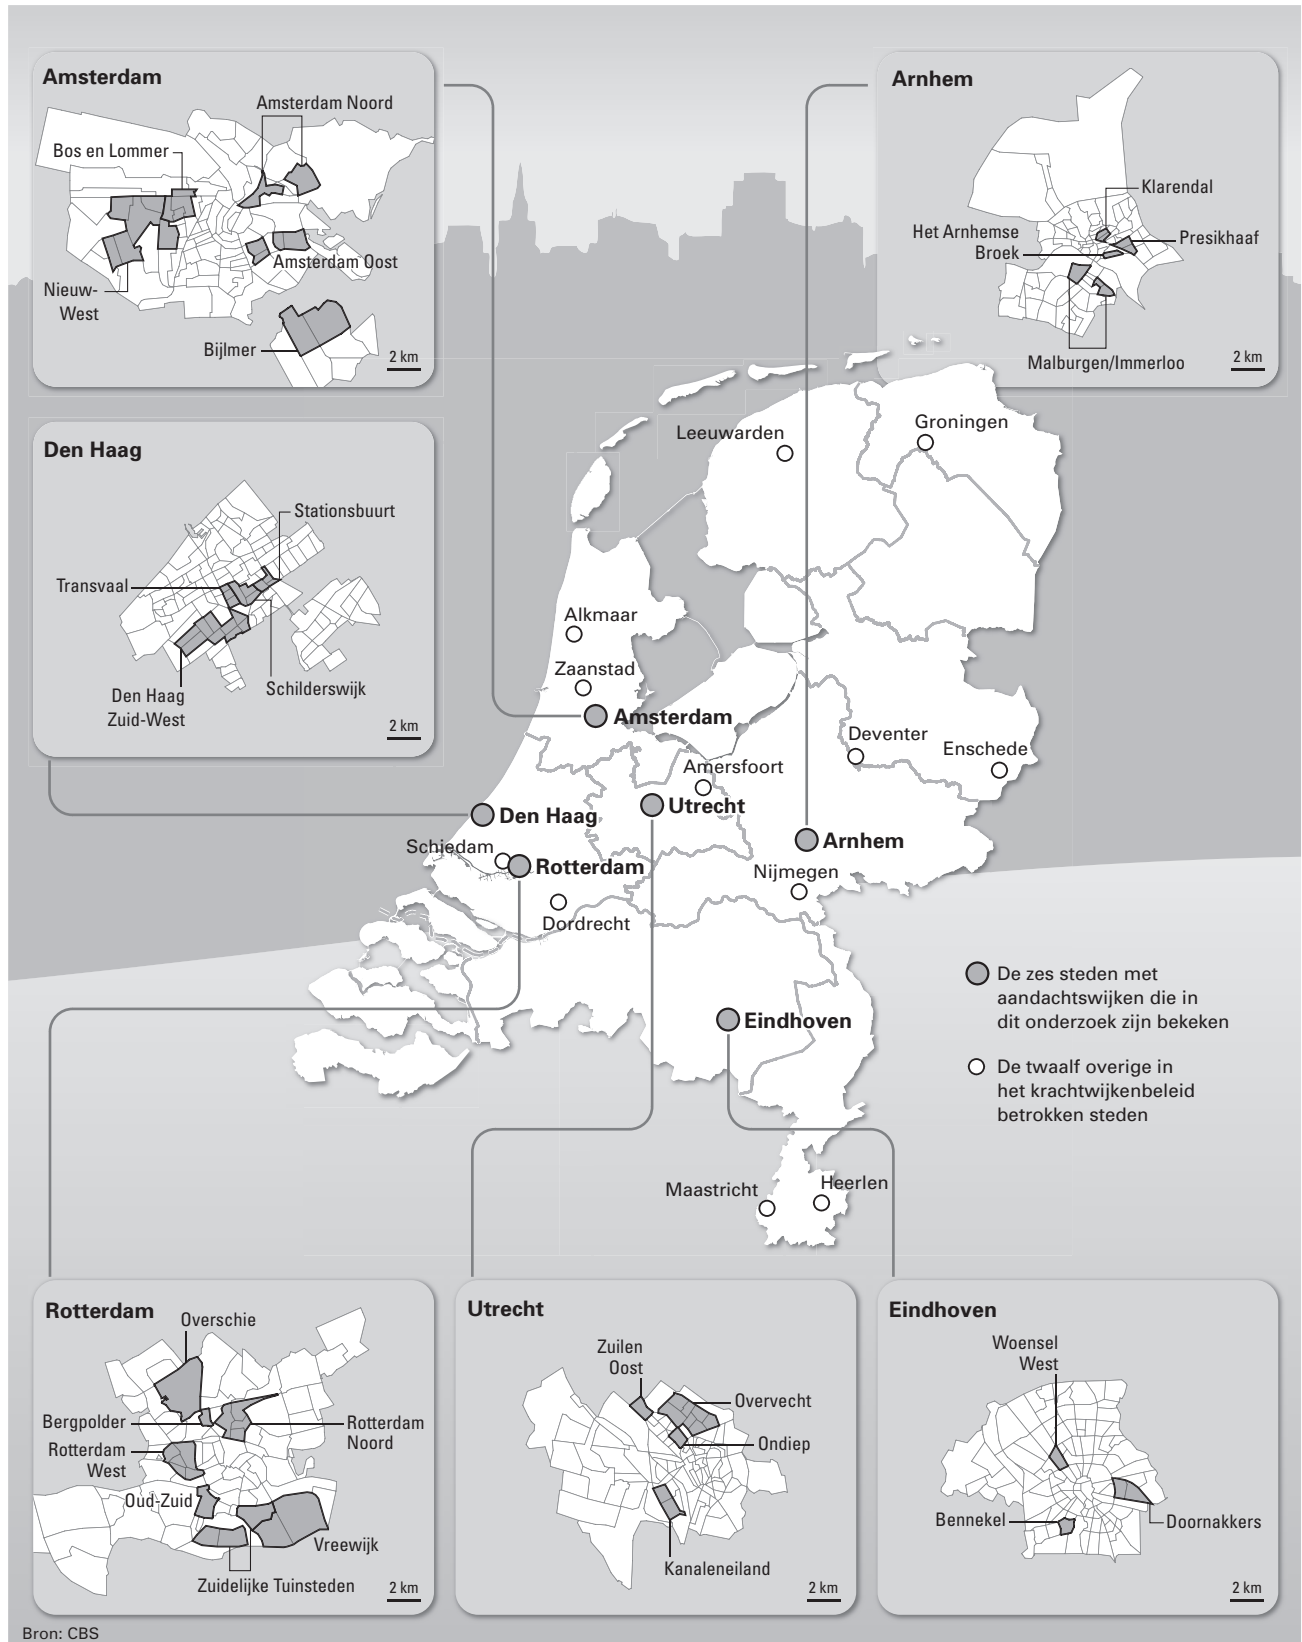 Amsterdam
Amsterdam Noord
Bos en Lommer
Amsterdam Oost
Nieuw-
West
Bijlmer
2 km
Arnhem
Klarendal
Het Arnhemse
Broek
Presikhaaf
Malburgen/Immerloo
2 km
Den Haag
Stationsbuurt
Transvaal
Den Haag
Zuid-West
Schilderswijk
2 km
Leeuwarden
Groningen
Alkmaar
Zaanstad
Amsterdam
Deventer
Enschede
Amersfoort
Utrecht
Den Haag
Arnhem
Schiedam
Rotterdam
Nijmegen
Dordrecht
Eindhoven
Maastricht
Heerlen
De zes steden met
aandachtswijken die in
dit onderzoek zijn bekeken
De twaalf overige in
het krachtwijkenbeleid
betrokken steden
Rotterdam
Overschie
Bergpolder
Rotterdam
Noord
Rotterdam
West
Oud-Zuid
Vreewijk
Zuidelijke Tuinsteden
2 km
Utrecht
Zuilen
Oost
Overvecht
Ondiep
Kanaleneiland
2 km
Eindhoven
Woensel
West
Bennekel
Doornakkers
2 km
Bron: CBS